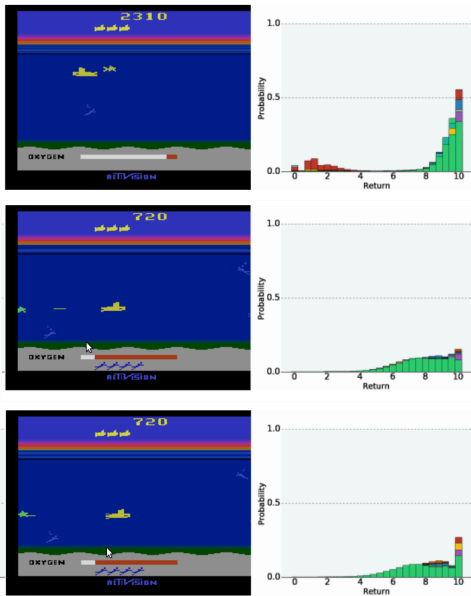 2310
OXYGEN
ACTIVISION
1.0
0.5
0.0
Probability
0 2 4 6 8 10
Return
720
OXYGEN
ACTIVISION
1.0
0.5
0.0
Probability
0 2 4 6 8 10
Return
720
OXYGEN
ACTIVISION
1.0
0.5
0.0
Probability
0 2 4 6 8 10
Return